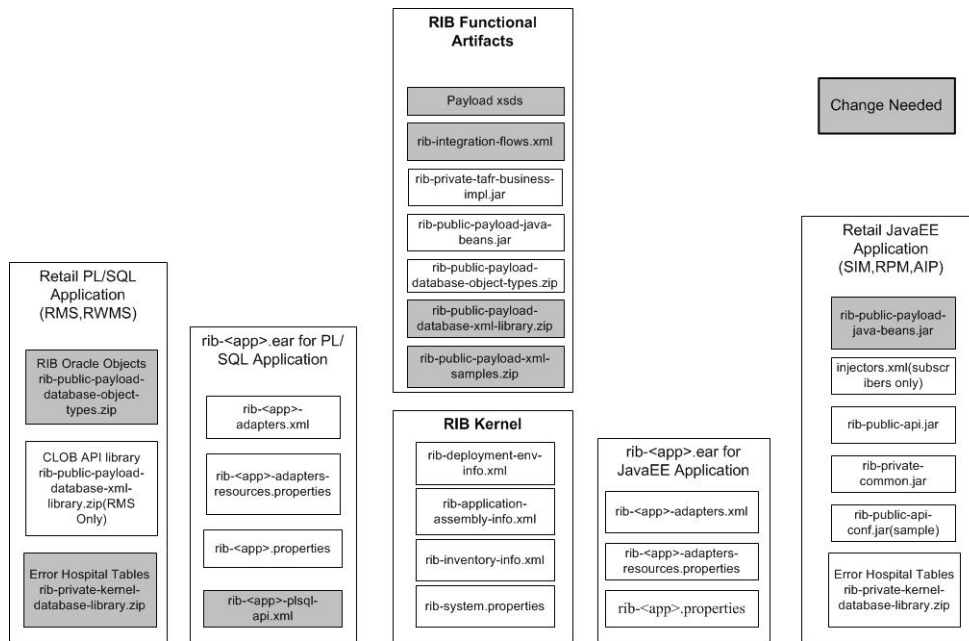 RIB Functional
Artifacts
Payload xsds
rib-integration-flows.xml
rib-private-tafr-business-
impl.jar
rib-public-payload-java-
beans.jar
rib-public-payload-
database-object-types.zip
rib-public-payload-
database-xml-library.zip
rib-public-payload-xml-
samples.zip
Change Needed
Retail PL/SQL
Application
(RMS,RWMS)
RIB Oracle Objects
rib-public-payload-
database-object-
types.zip
CLOB API library
rib-public-payload-
database-xml-
library.zip(RMS
Only)
Error Hospital Tables
rib-private-kernel-
database-library.zip
rib-<app>.ear for PL/
SQL Application
rib-<app>-
adapters.xml
rib-<app>-adapters-
resources.properties
rib-<app>.properties
rib-<app>-plsql-
api.xml
RIB Kernel
rib-deployment-env-
info.xml
rib-application-
assembly-info.xml
rib-inventory-info.xml
rib-system.properties
rib-<app>.ear for
JavaEE Application
rib-<app>-adapters.xml
rib-<app>-adapters-
resources.properties
rib-<app>.properties
Retail JavaEE
Application
(SIM,RPM,AIP)
rib-public-payload-
java-beans.jar
injectors.xml(subscr
ibers only)
rib-public-api.jar
rib-private-
common.jar
rib-public-api-
conf.jar(sample)
Error Hospital Tables
rib-private-kernel-
database-library.zip